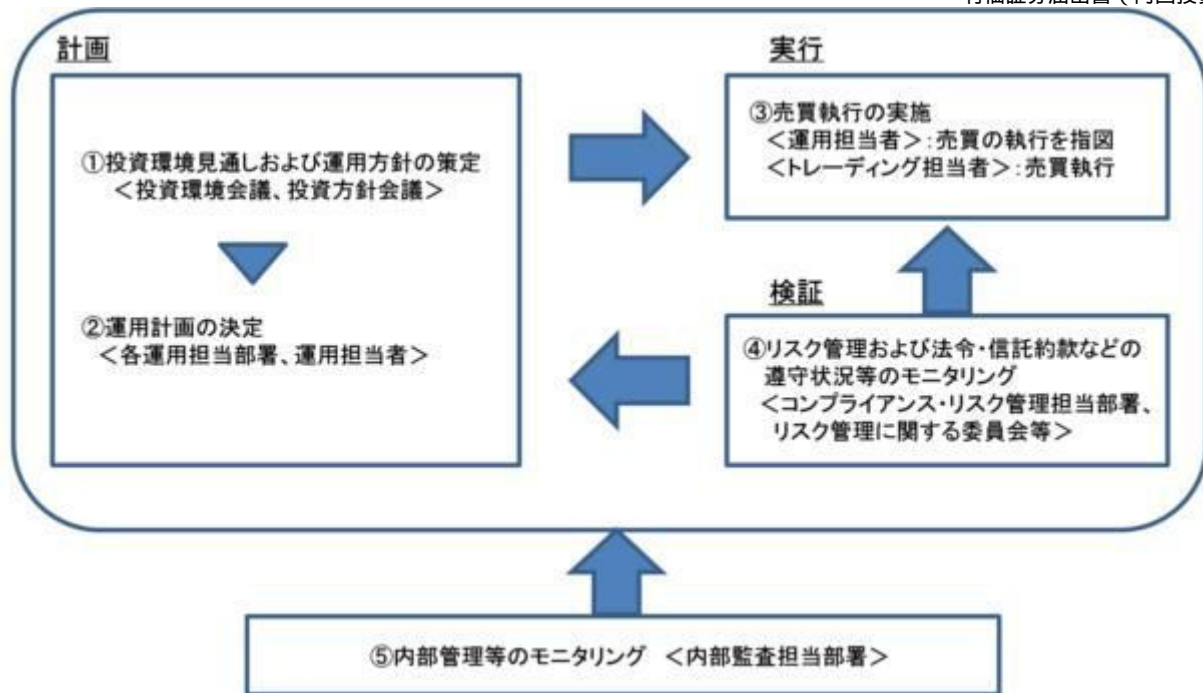 計画
①投資環境見通しおよび運用方針の策定
＜投資環境会議、投資方針会議＞
②運用計画の決定
＜各運用担当部署、運用担当者＞
実行
③売買執行の実施
＜運用担当者＞：売買の執行を指図
＜トレーディング担当者＞：売買執行
検証
④リスク管理および法令・信託約款などの
遵守状況等のモニタリング
＜コンプライアンス・リスク管理担当部署、
リスク管理に関する委員会等＞
⑤内部管理等のモニタリング ＜内部監査担当部署＞